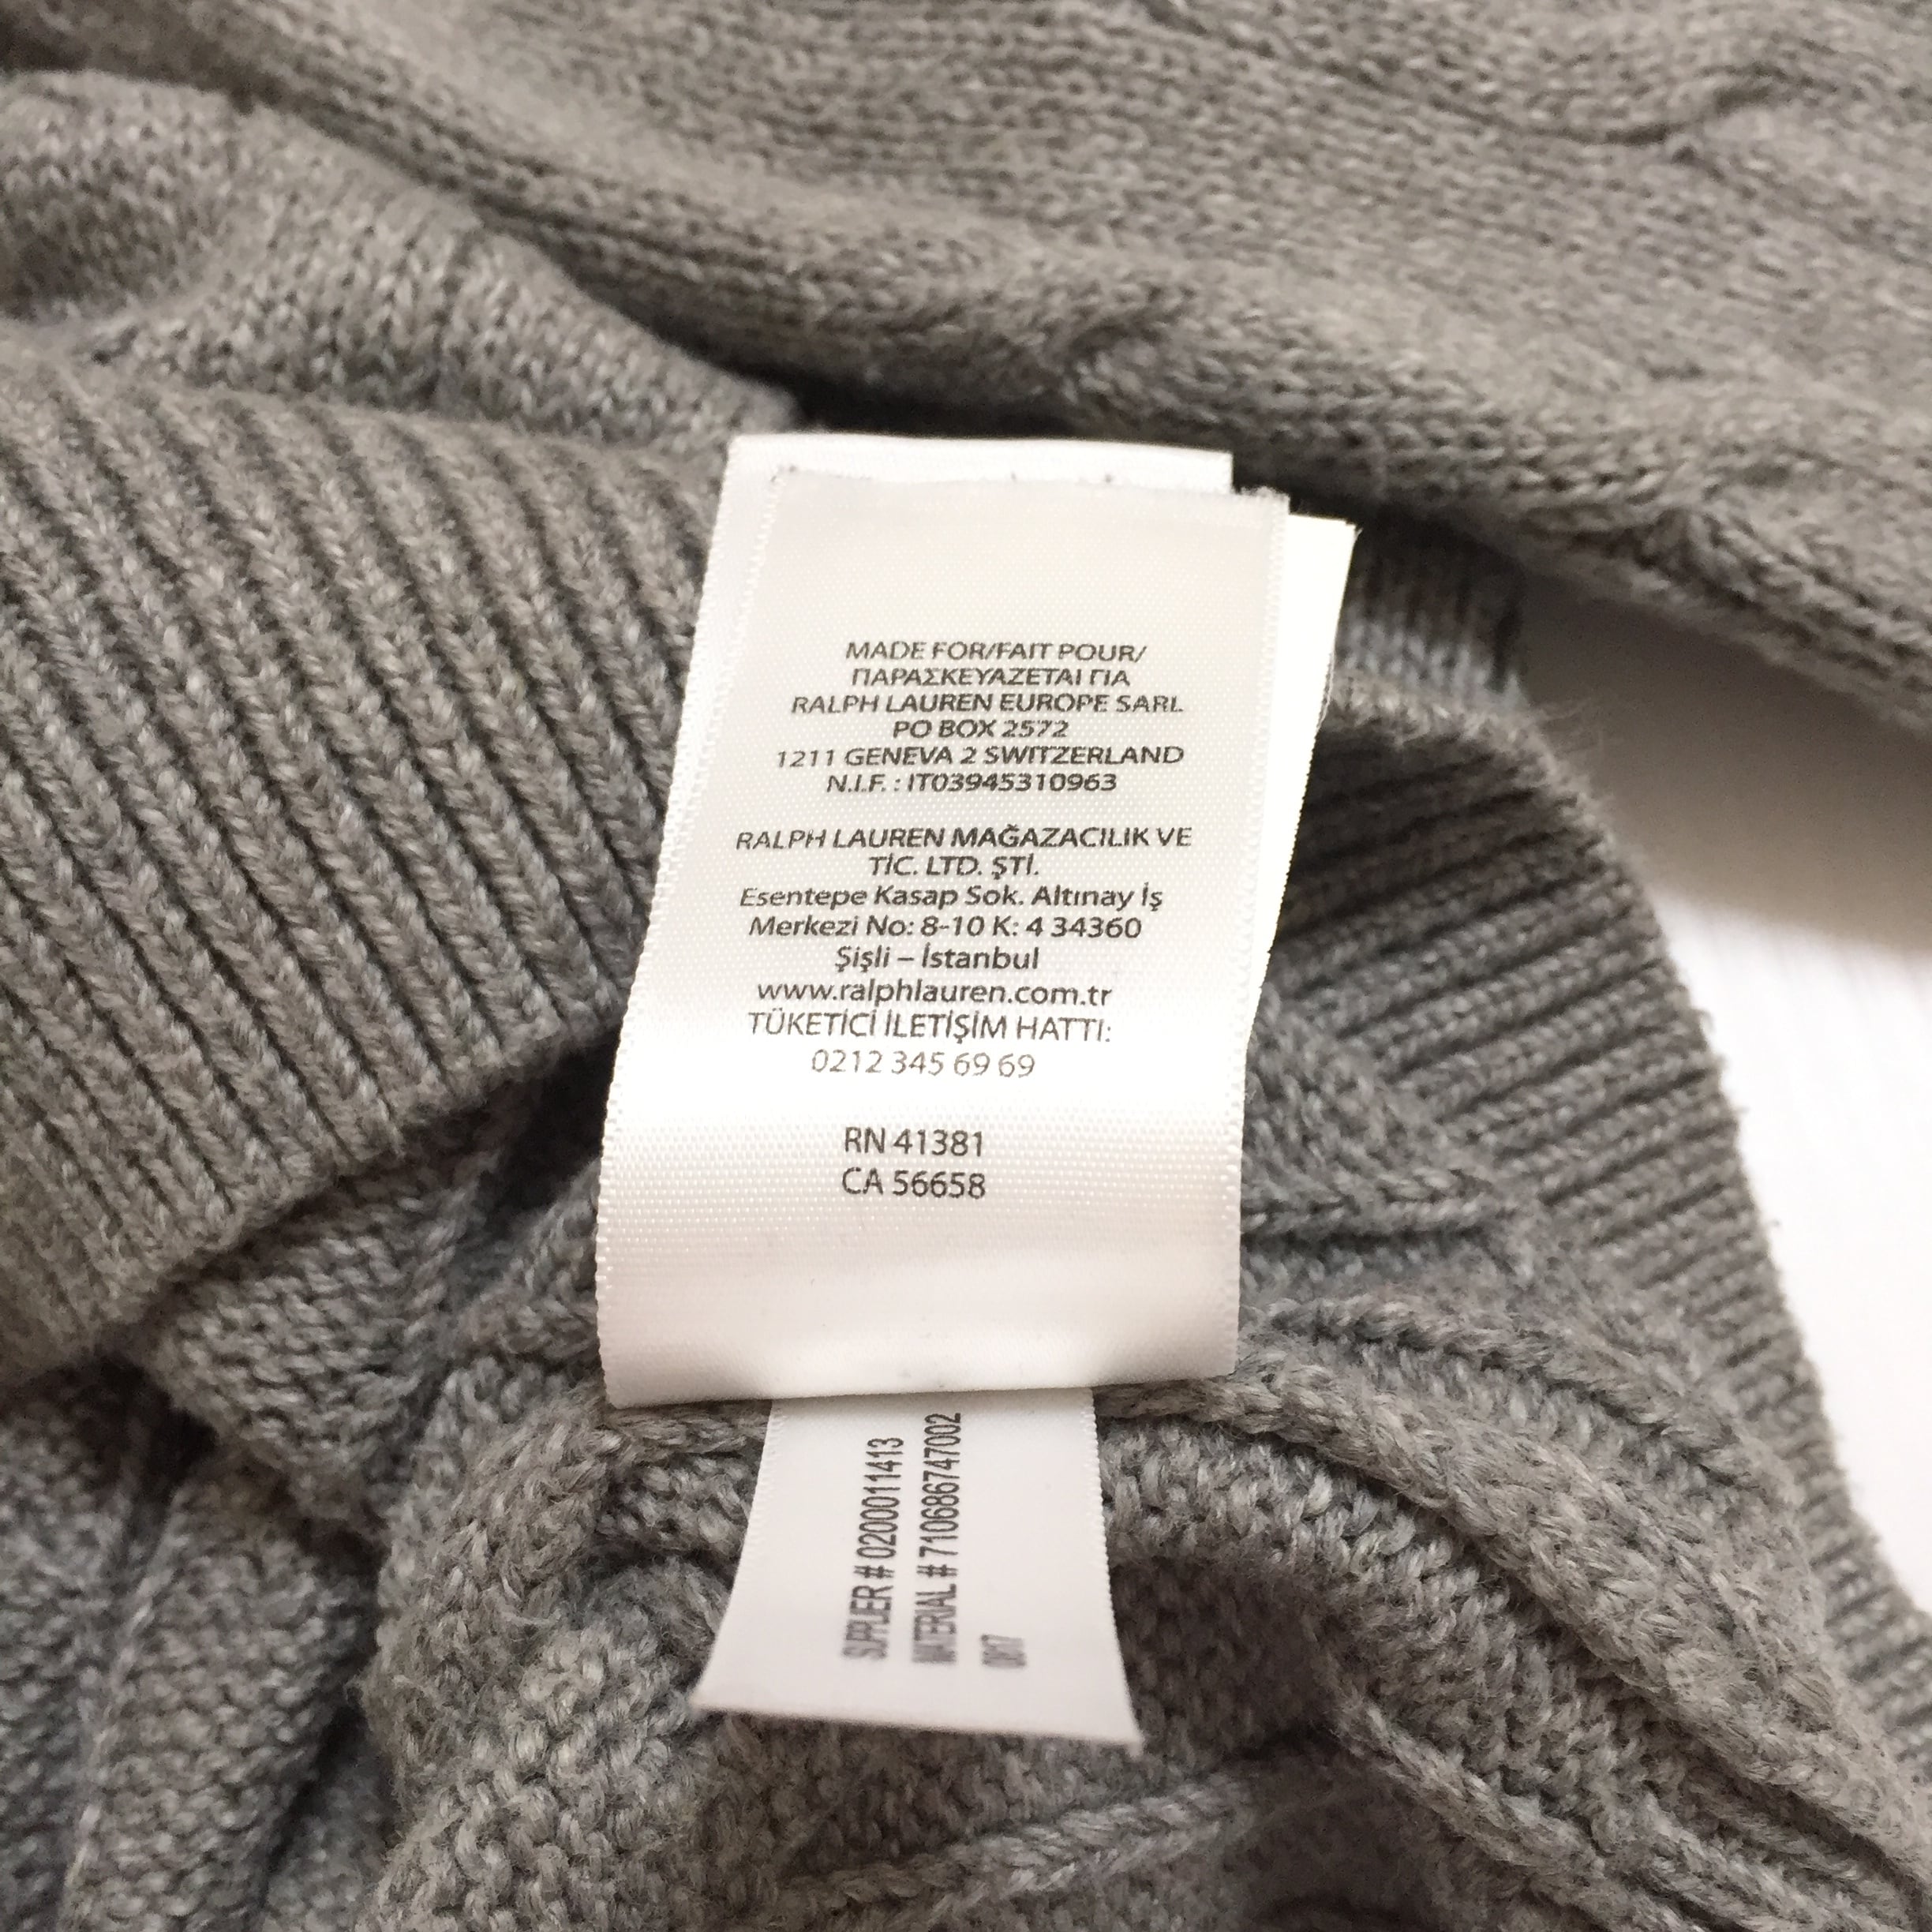 MADE FOR/FAIT POUR/
ΠΑΡΑΣΚΕΥΑΖΕΤΑΙ ΓΙΑ
RALPH LAUREN EUROPE SARL
PO BOX 2572
1211 GENEVA 2 SWITZERLAND
N.I.F. : IT03945310963
RALPH LAUREN MAĞAZACILIK VE
TİC. LTD. ŞTİ.
Esentepe Kasap Sok. Altınay İş
Merkezi No: 8-10 K: 4 34360
Şişli – İstanbul
www.ralphlauren.com.tr
TÜKETİCİ İLETİŞİM HATTI:
0212 345 69 69
RN 41381
CA 56658
SUPPLIER # 0200011413
MATERIAL # 710686747002